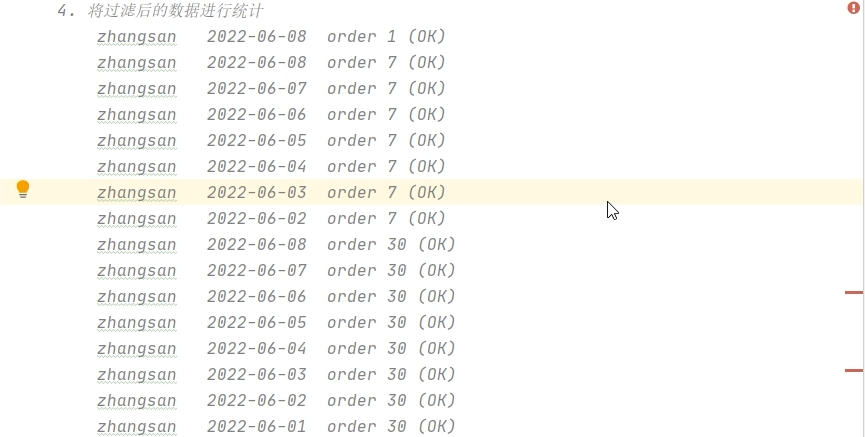 4. 将过滤后的数据进行统计
zhangsan 2022-06-08 order 1 (OK)
zhangsan 2022-06-08 order 7 (OK)
zhangsan 2022-06-07 order 7 (OK)
zhangsan 2022-06-06 order 7 (OK)
zhangsan 2022-06-05 order 7 (OK)
zhangsan 2022-06-04 order 7 (OK)
zhangsan 2022-06-03 order 7 (OK)
zhangsan 2022-06-02 order 7 (OK)
zhangsan 2022-06-08 order 30 (OK)
zhangsan 2022-06-07 order 30 (OK)
zhangsan 2022-06-06 order 30 (OK)
zhangsan 2022-06-05 order 30 (OK)
zhangsan 2022-06-04 order 30 (OK)
zhangsan 2022-06-03 order 30 (OK)
zhangsan 2022-06-02 order 30 (OK)
zhangsan 2022-06-01 order 30 (OK)